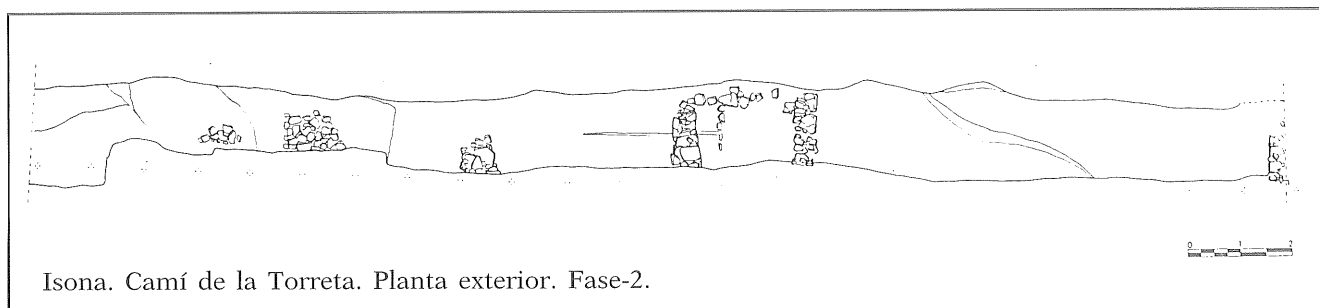 0 1 2
Isona. Camí de la Torreta. Planta exterior. Fase-2.